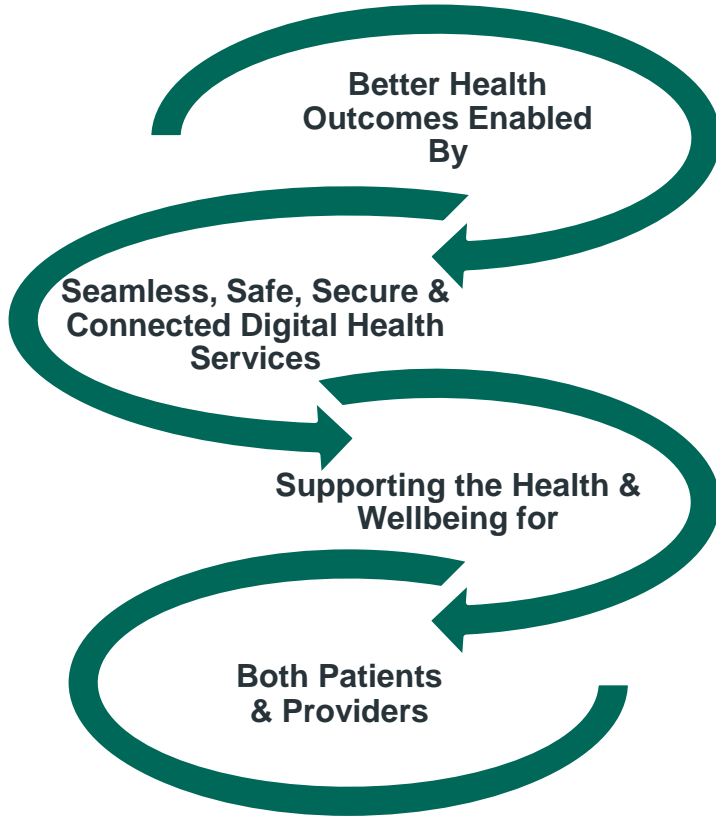 Better Health
Outcomes Enabled
By
Seamless, Safe, Secure &
Connected Digital Health
Services
Supporting the Health &
Wellbeing for
Both Patients
& Providers